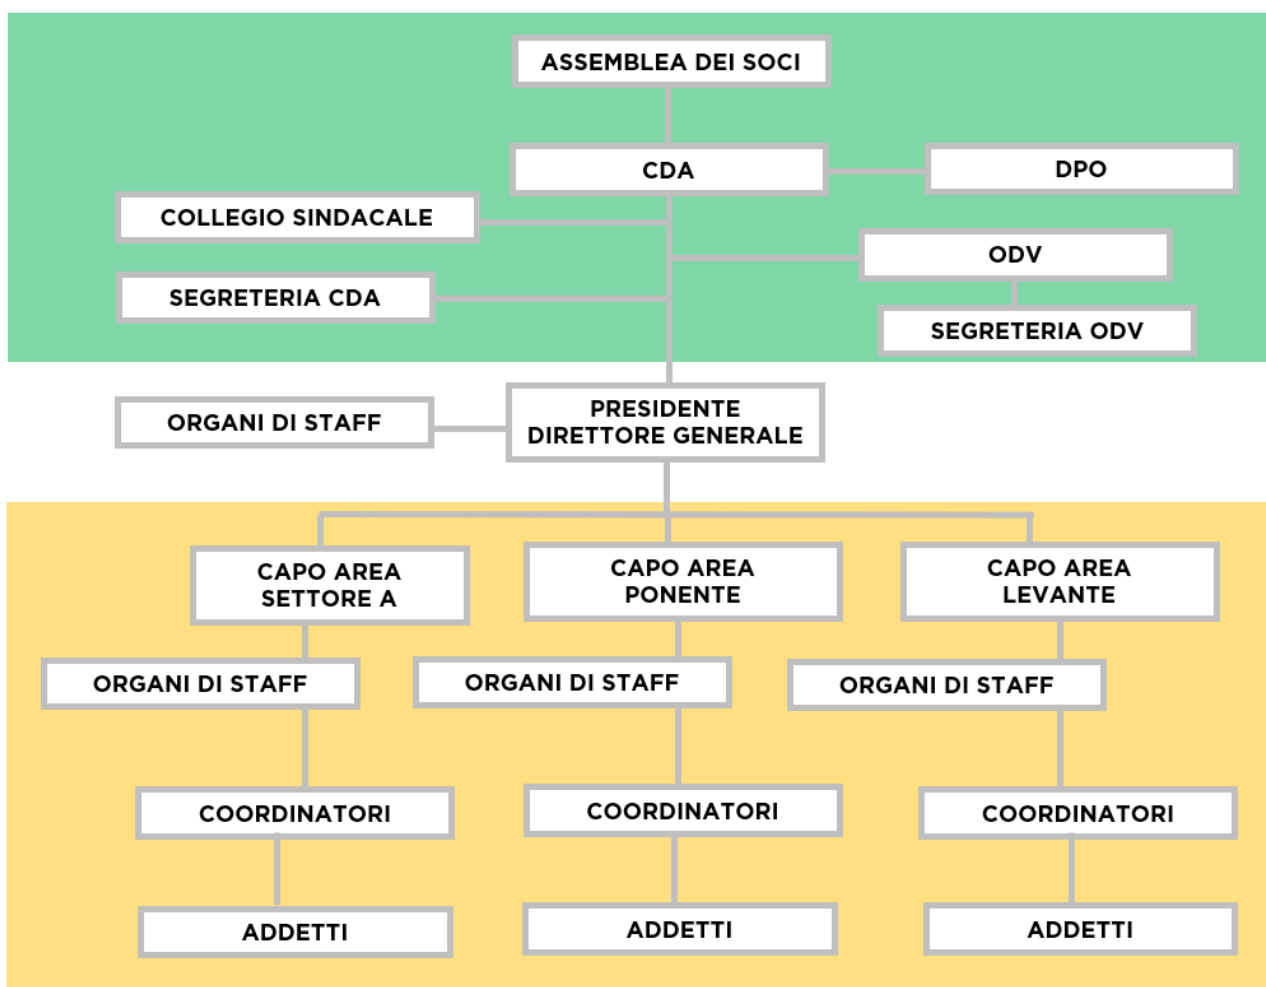 ASSEMBLEA DEI SOCI
CDA
DPO
COLLEGIO SINDACALE
ODV
SEGRETERIA CDA
SEGRETERIA ODV
ORGANI DI STAFF
PRESIDENTE
DIRETTORE GENERALE
CAPO AREA
SETTORE A
CAPO AREA
PONENTE
CAPO AREA
LEVANTE
ORGANI DI STAFF
ORGANI DI STAFF
ORGANI DI STAFF
COORDINATORI
COORDINATORI
COORDINATORI
ADDETTI
ADDETTI
ADDETTI